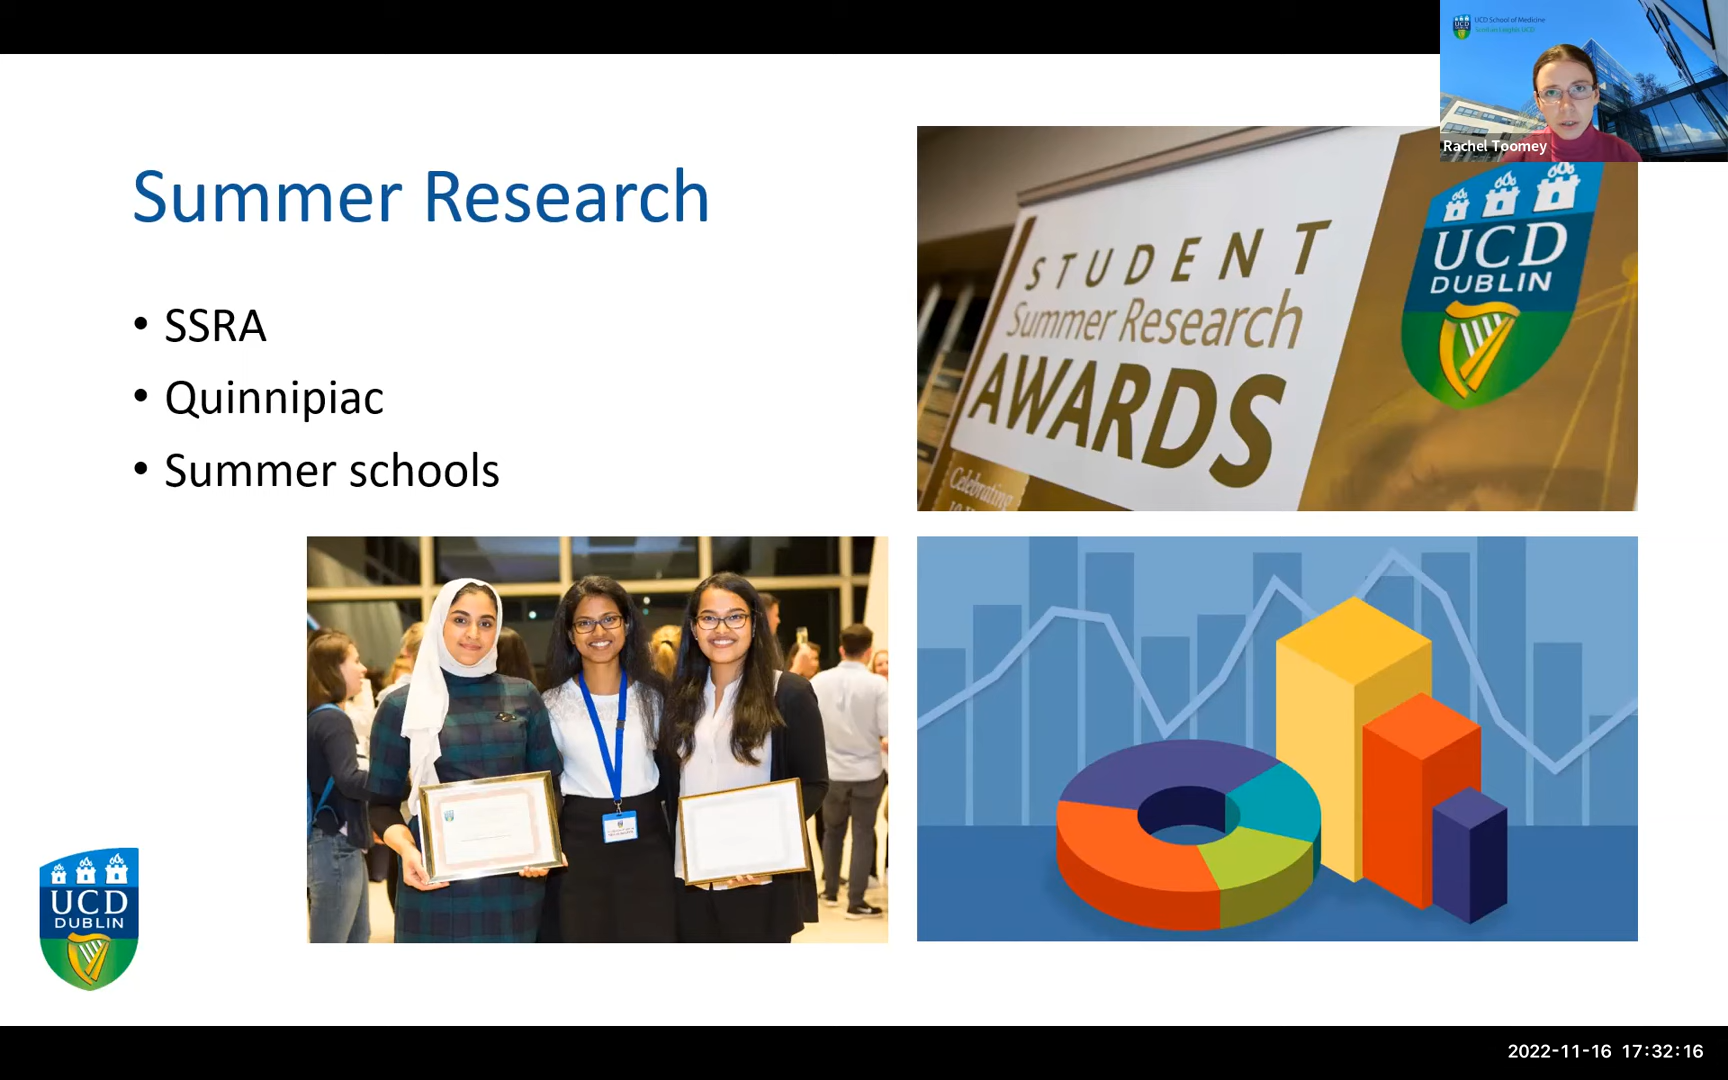 UCD School of Medicine
Rachel Toomey
Summer Research
• SSRA
• Quinnipiac
• Summer schools
STUDENT
Summer Research
AWARDS
Celebrating
UCD
DUBLIN
UCD
DUBLIN
2022-11-16 17:32:16